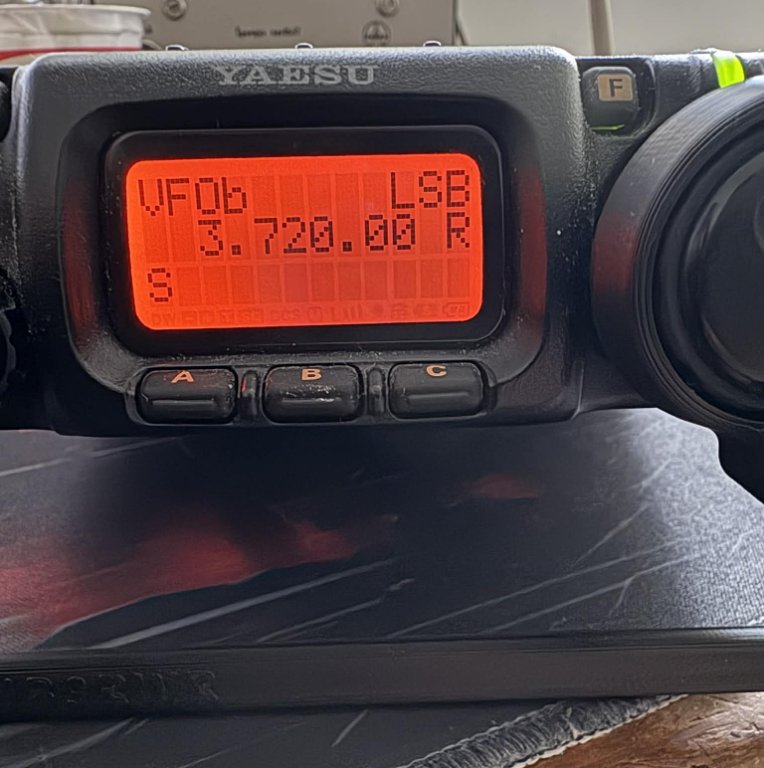 YAESU
F
VFOb LSB
3.720.00 R
S
A B C